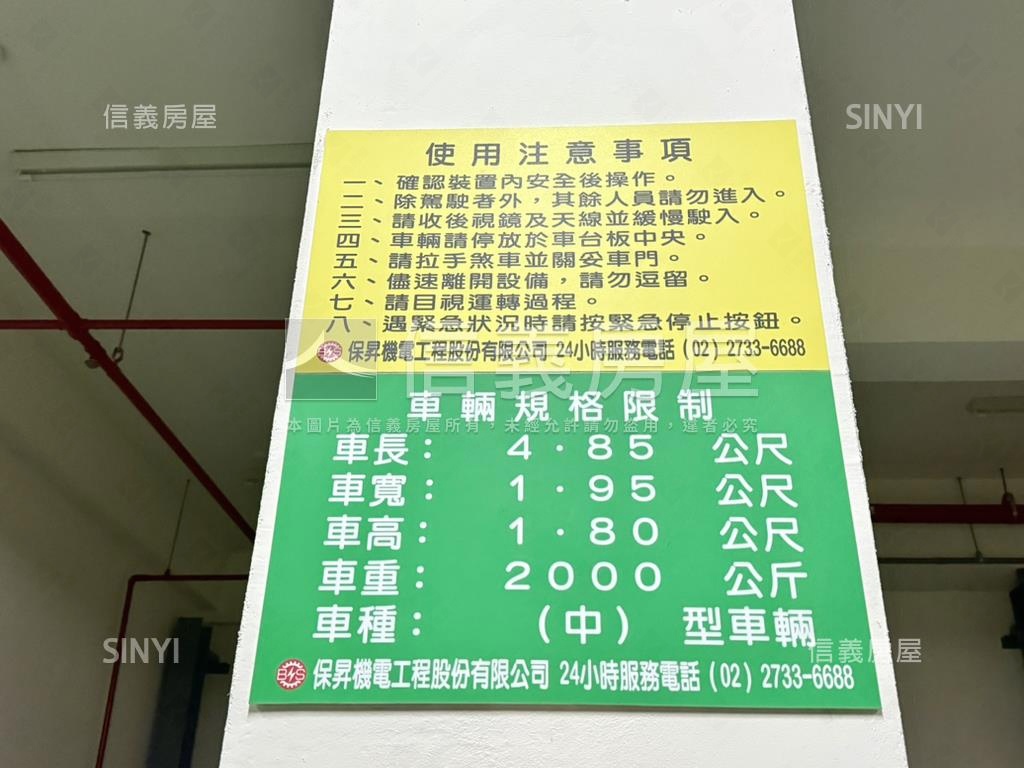 信義房屋
SINYI
使用注意事項
一、確認裝置內安全後操作。
二、除駕駛者外，其餘人員請勿進入。
三、請收後視鏡及天線並緩慢駛入。
四、車輛請停放於車台板中央。
五、請拉手煞車並關妥車門。
六、儘速離開設備，請勿逗留。
七、請目視運轉過程。
八、遇緊急狀況時請按緊急停止按鈕。
保昇機電工程股份有限公司 24小時服務電話（02）2733-6688
信義房屋
車輛規格限制
本圖片為信義房屋所有，未經允許請勿盜用，違者必究
車長： 4．85 公尺
車寬： 1．95 公尺
車高： 1．80 公尺
車重： 2000 公斤
車種： （中） 型車輛
SINYI
信義房屋
BS 保昇機電工程股份有限公司 24小時服務電話（02）2733-6688